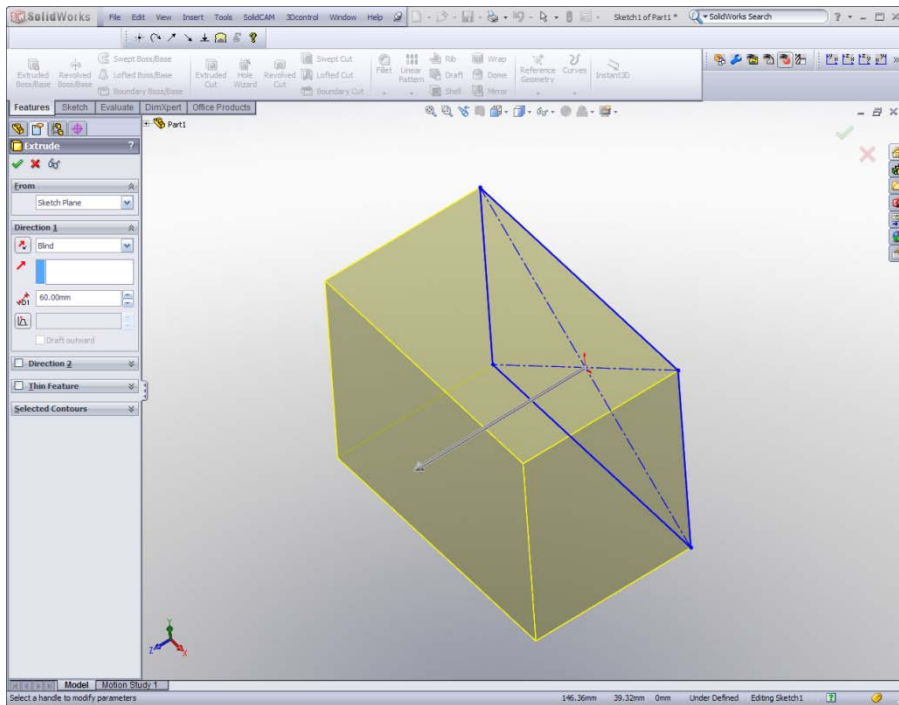 SolidWorks File Edit View Insert Tools SolidCAM 3Dcontrol Window Help Sketch1 of Part1 * SolidWorks Search
Extruded Boss/Base Revolved Boss/Base Swept Boss/Base Lofted Boss/Base Boundary Boss/Base Extruded Cut Hole Wizard Revolved Cut Swept Cut Lofted Cut Boundary Cut Fillet Linear Pattern Rib Draft Shell Wrap Dome Mirror Reference Geometry Curves Instant3D
Features Sketch Evaluate DimXpert Office Products
Part1
Extrude ?
From
Sketch Plane
Direction 1
Blind
D1 60.00mm
Draft outward
Direction 2
Thin Feature
Selected Contours
Y
Z X
Model Motion Study 1
Select a handle to modify parameters 146.36mm 39.32mm 0mm Under Defined Editing Sketch1